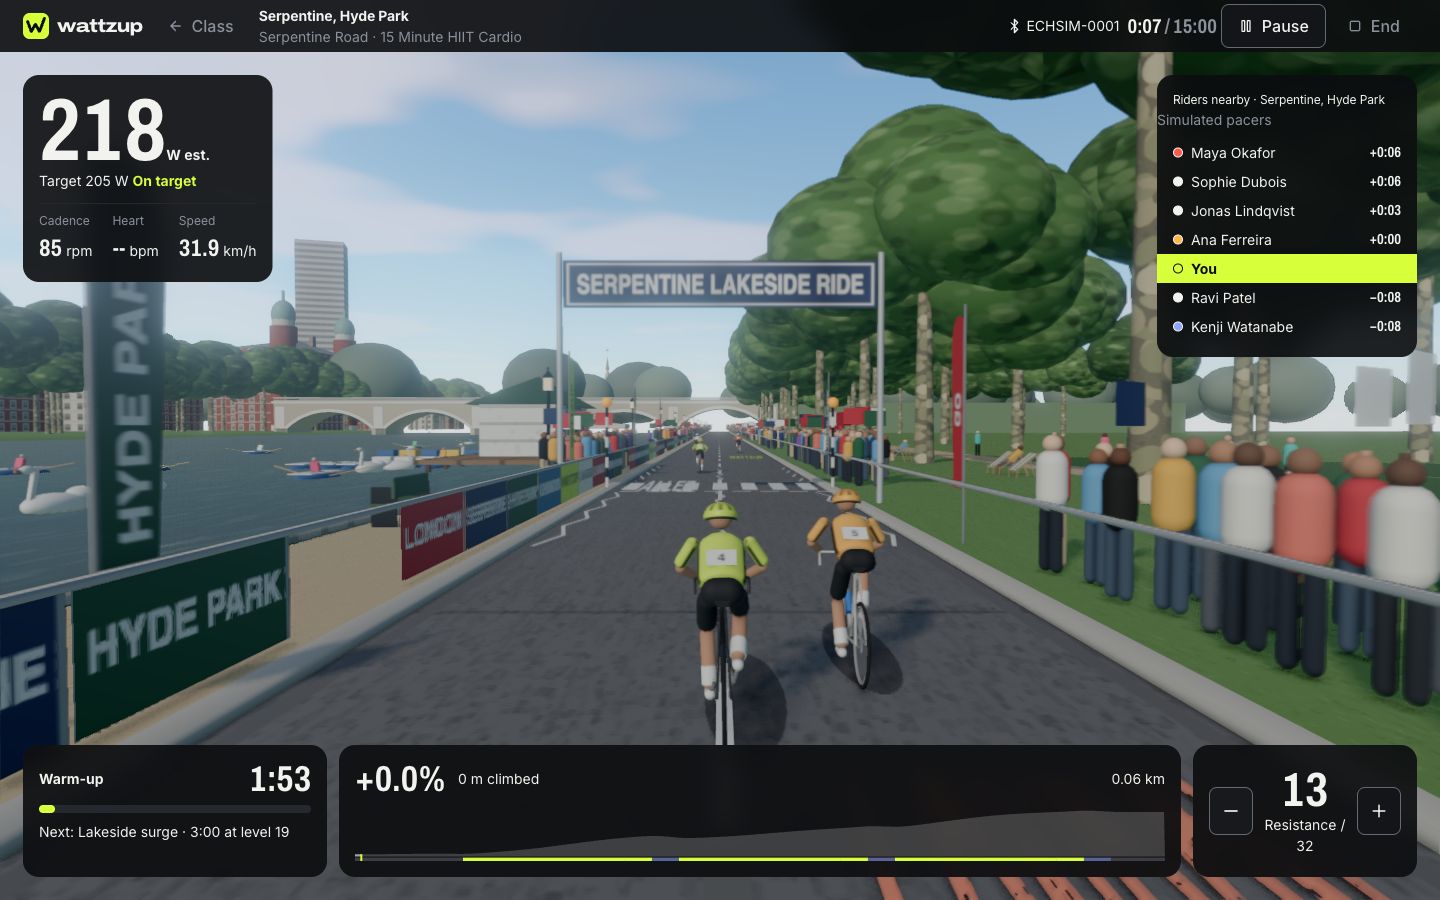 wattzup
Class
Serpentine, Hyde Park
Serpentine Road · 15 Minute HIIT Cardio
ECHSIM-0001
0:07 / 15:00
Pause
End
218 W est.
Target 205 W On target
Cadence Heart Speed
85 rpm -- bpm 31.9 km/h
Riders nearby · Serpentine, Hyde Park
Simulated pacers
Maya Okafor +0:06
Sophie Dubois +0:06
Jonas Lindqvist +0:03
Ana Ferreira +0:00
You
Ravi Patel −0:08
Kenji Watanabe −0:08
SERPENTINE LAKESIDE RIDE
HYDE PAR
LONDON
HYDE PARK
4
5
Warm-up 1:53
Next: Lakeside surge · 3:00 at level 19
+0.0% 0 m climbed 0.06 km
13
Resistance /
32